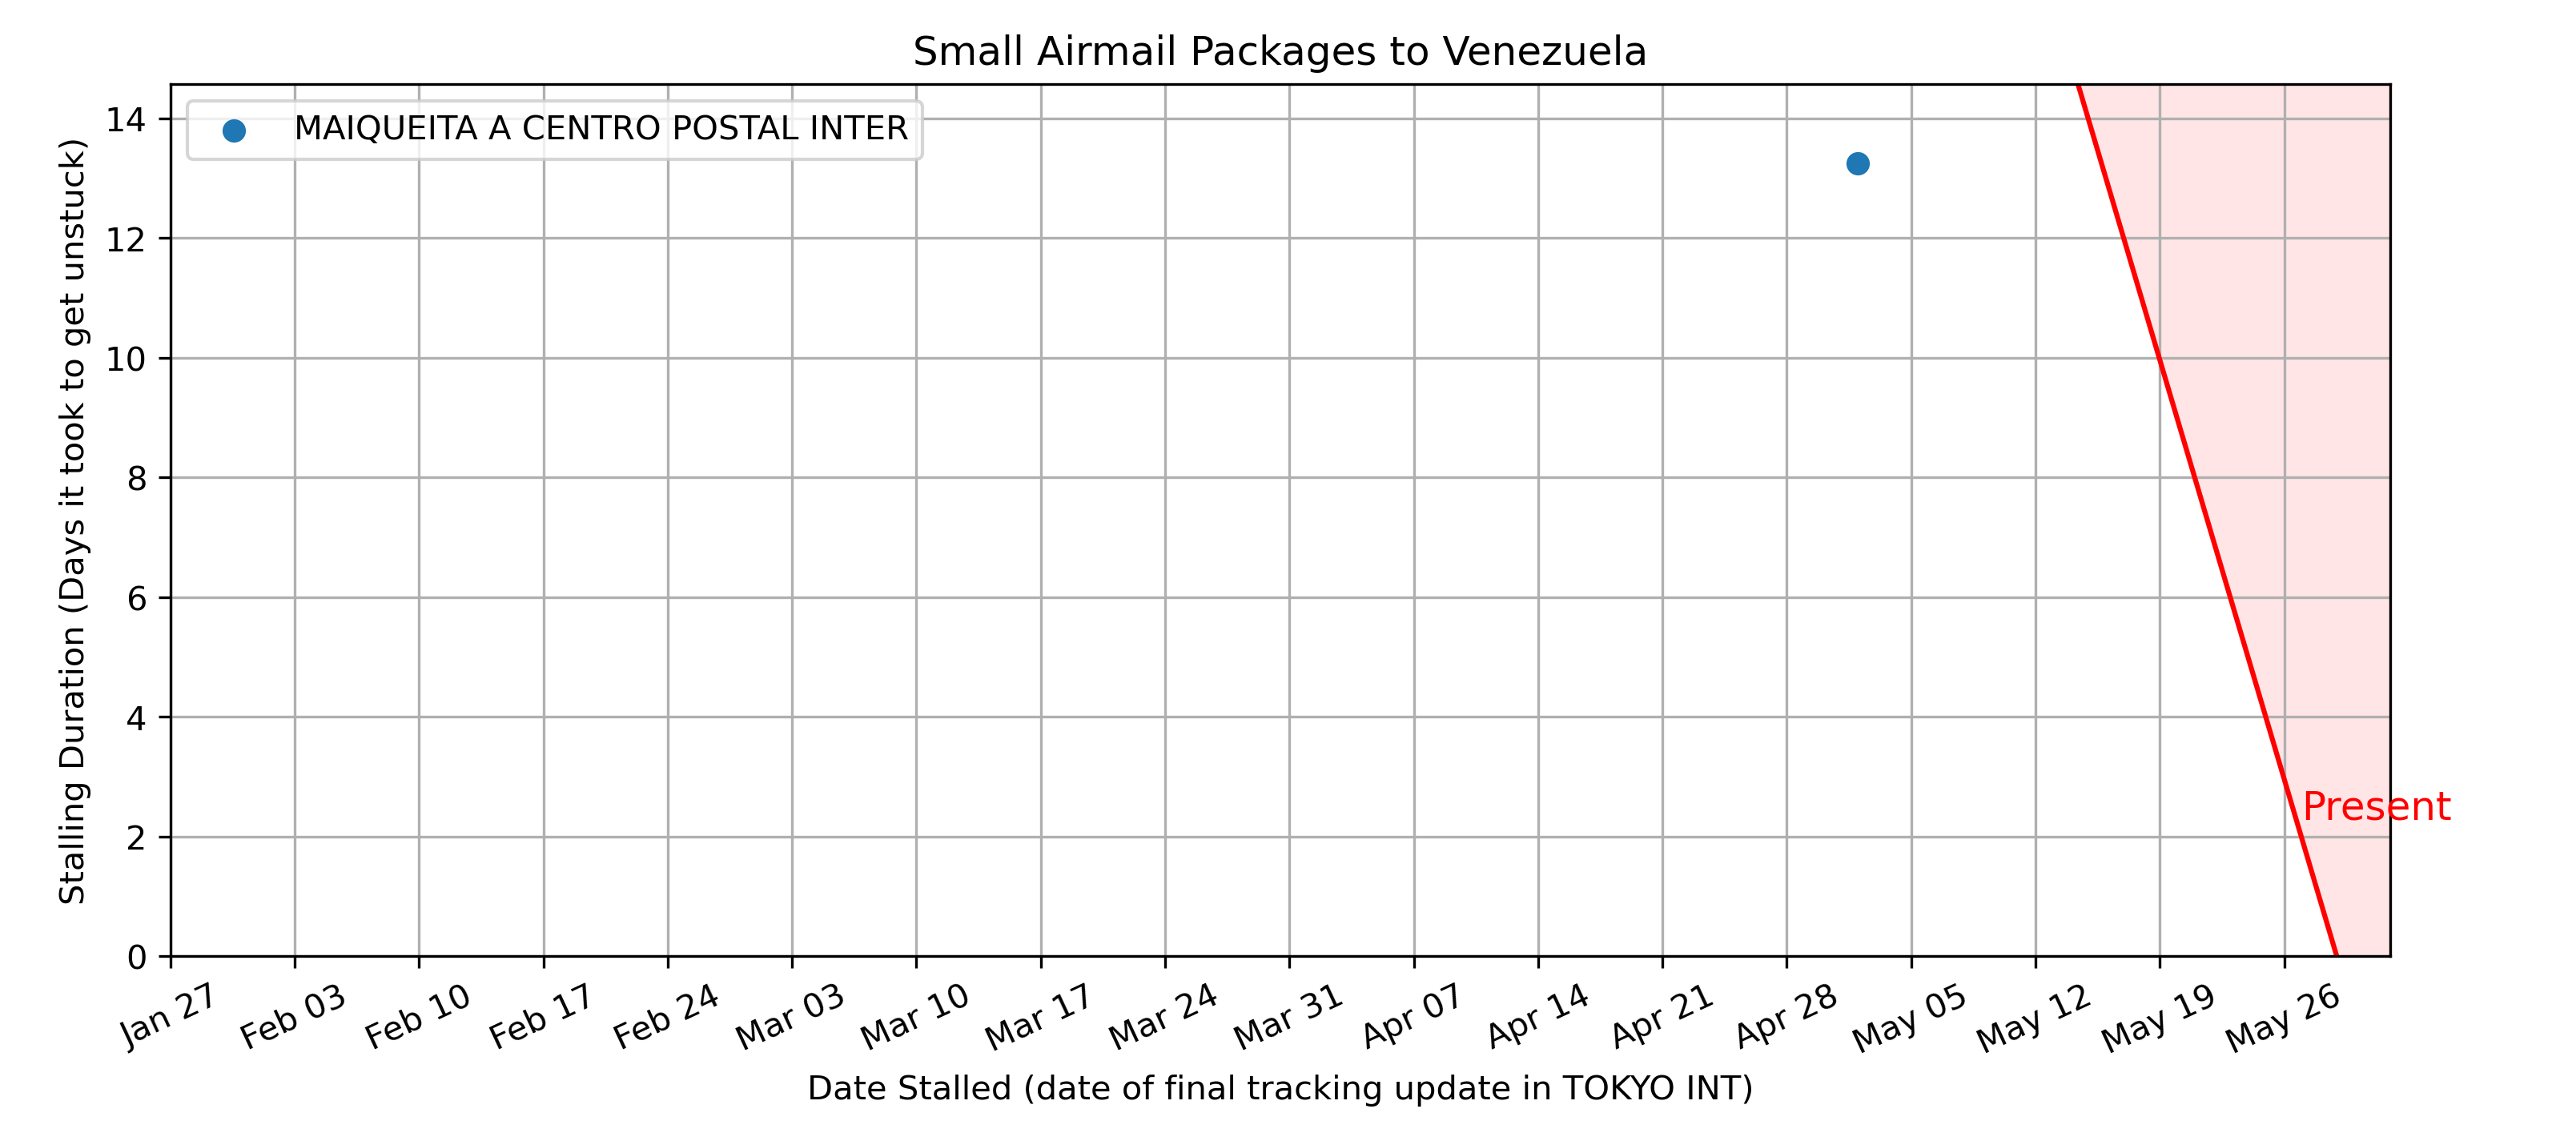 Small Airmail Packages to Venezuela
MAIQUEITA A CENTRO POSTAL INTER
Stalling Duration (Days it took to get unstuck)
14
12
10
8
6
4
2
0
Present
Jan 27
Feb 03
Feb 10
Feb 17
Feb 24
Mar 03
Mar 10
Mar 17
Mar 24
Mar 31
Apr 07
Apr 14
Apr 21
Apr 28
May 05
May 12
May 19
May 26
Date Stalled (date of final tracking update in TOKYO INT)